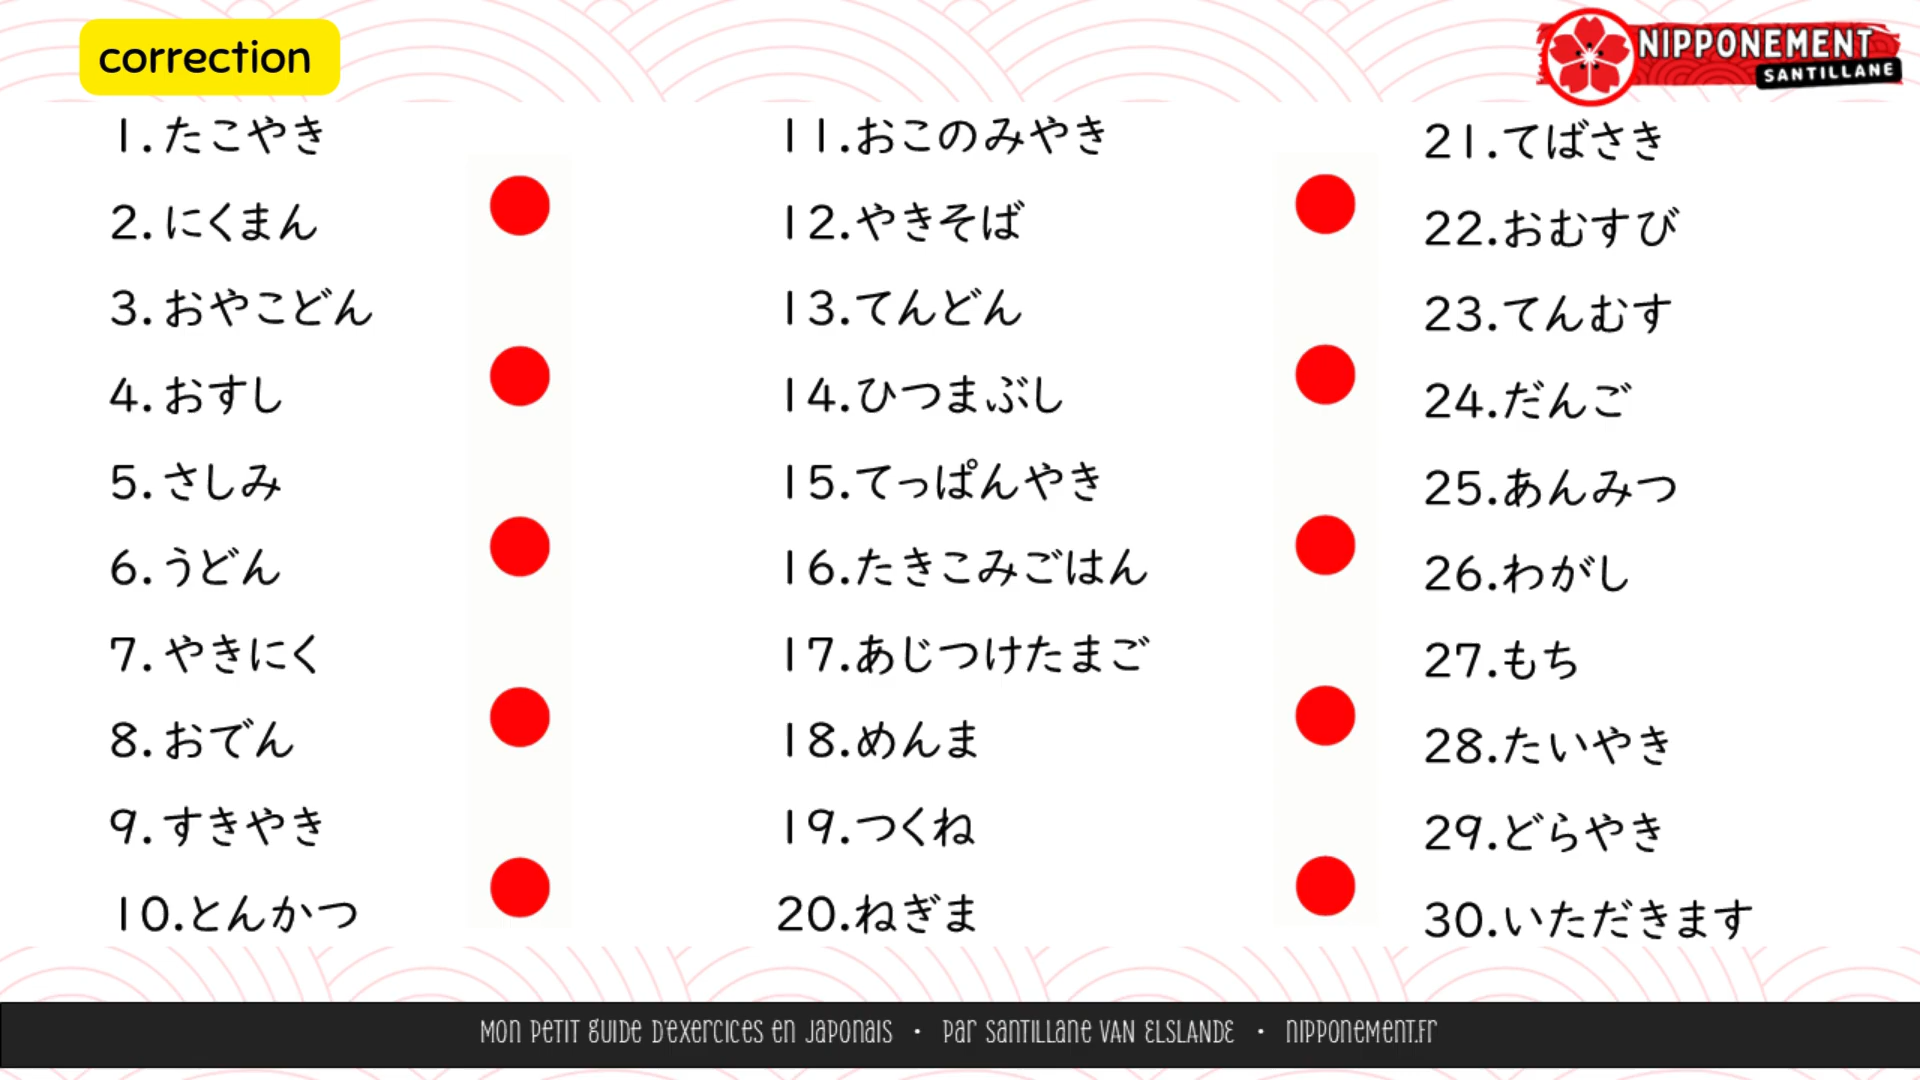 correction
NIPPONEMENT
SANTILLANE
1. たこやき
2. にくまん
3. おやこどん
4. おすし
5. さしみ
6. うどん
7. やきにく
8. おでん
9. すきやき
10.とんかつ
11.おこのみやき
12.やきそば
13.てんどん
14.ひつまぶし
15.てっぱんやき
16.たきこみごはん
17.あじつけたまご
18.めんま
19.つくね
20.ねぎま
21.てばさき
22.おむすび
23.てんむす
24.だんご
25.あんみつ
26.わがし
27.もち
28.たいやき
29.どらやき
30.いただきます
Mon petit guide d'exercices en japonais • Par Santillane VAN ELSLANDE • nipponement.fr